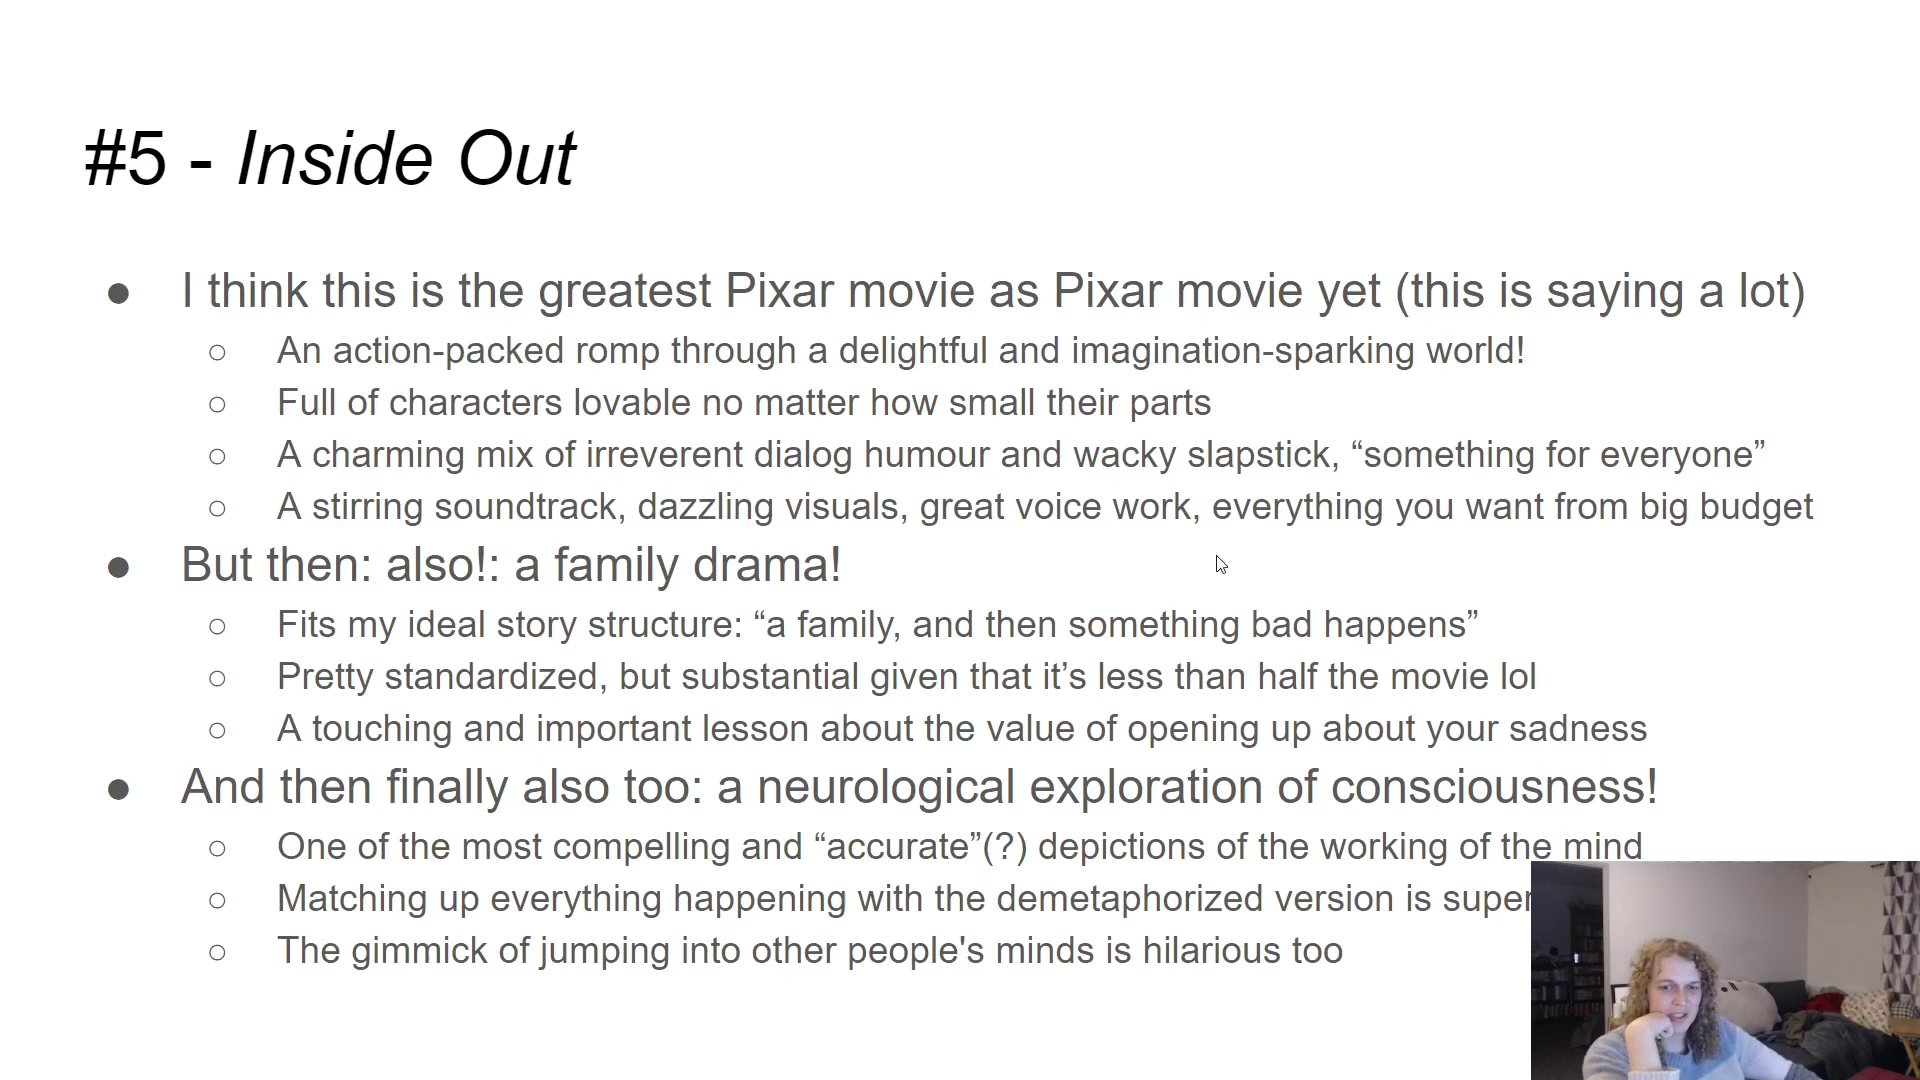 #5 - Inside Out
● I think this is the greatest Pixar movie as Pixar movie yet (this is saying a lot)
○ An action-packed romp through a delightful and imagination-sparking world!
○ Full of characters lovable no matter how small their parts
○ A charming mix of irreverent dialog humour and wacky slapstick, “something for everyone”
○ A stirring soundtrack, dazzling visuals, great voice work, everything you want from big budget
● But then: also!: a family drama!
○ Fits my ideal story structure: “a family, and then something bad happens”
○ Pretty standardized, but substantial given that it’s less than half the movie lol
○ A touching and important lesson about the value of opening up about your sadness
● And then finally also too: a neurological exploration of consciousness!
○ One of the most compelling and “accurate”(?) depictions of the working of the mind
○ Matching up everything happening with the demetaphorized version is super
○ The gimmick of jumping into other people's minds is hilarious too